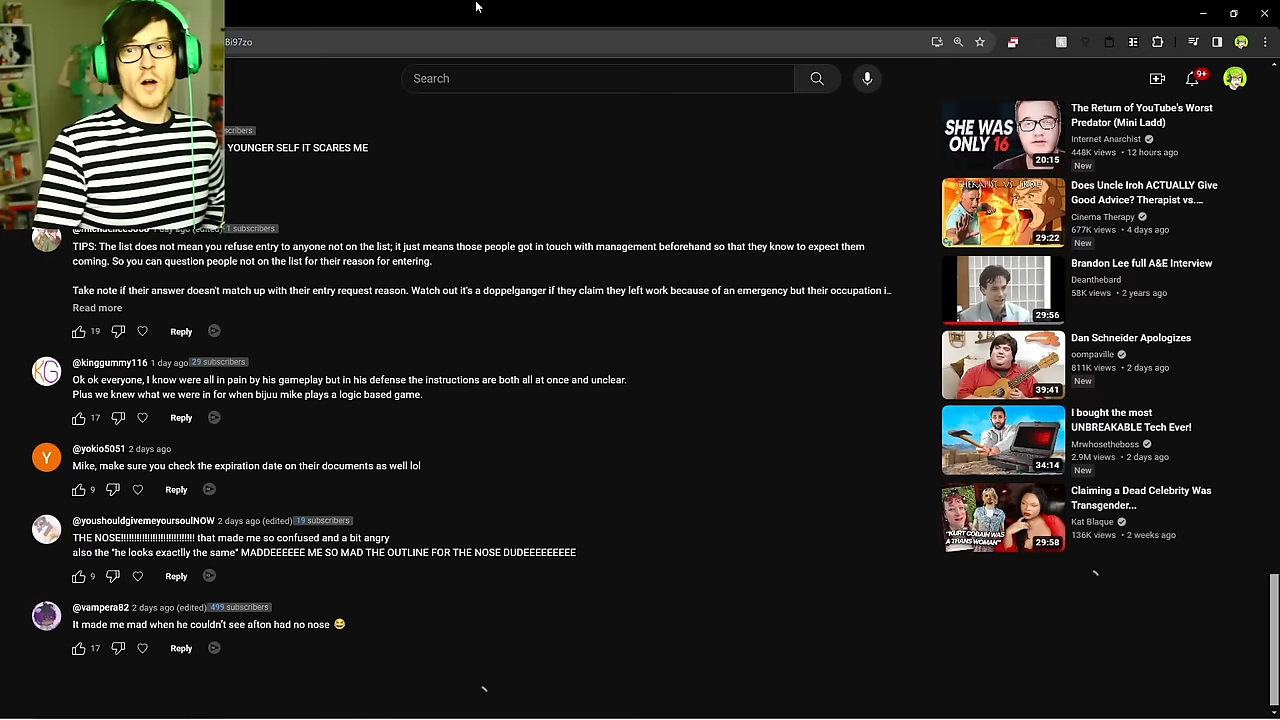 Bi97zo
Search
9+
scribers
YOUNGER SELF IT SCARES ME
1 day ago (edited) 1 subscribers
TIPS: The list does not mean you refuse entry to anyone not on the list; it just means those people got in touch with management beforehand so that they know to expect them
coming. So you can question people not on the list for their reason for entering.
Take note if their answer doesn't match up with their entry request reason. Watch out it's a doppelganger if they claim they left work because of an emergency but their occupation i...
Read more
19 Reply
KG
@kinggummy116 1 day ago 29 subscribers
Ok ok everyone, I know were all in pain by his gameplay but in his defense the instructions are both all at once and unclear.
Plus we knew what we were in for when bijuu mike plays a logic based game.
17 Reply
Y
@yokio5051 2 days ago
Mike, make sure you check the expiration date on their documents as well lol
9 Reply
@youshouldgivemeyoursoulNOW 2 days ago (edited) 19 subscribers
THE NOSE!!!!!!!!!!!!!!!!!!!!!!!!!! that made me so confused and a bit angry
also the "he looks exactlly the same" MADDEEEEEE ME SO MAD THE OUTLINE FOR THE NOSE DUDEEEEEEEEE
9 Reply
@vampera82 2 days ago (edited) 499 subscribers
It made me mad when he couldn't see afton had no nose 😂
17 Reply
SHE WAS
ONLY 16
20:15
The Return of YouTube's Worst
Predator (Mini Ladd)
Internet Anarchist
448K views • 12 hours ago
New
THERAPIST VS. IROH
29:22
Does Uncle Iroh ACTUALLY Give
Good Advice? Therapist vs....
Cinema Therapy
677K views • 4 days ago
New
29:56
Brandon Lee full A&E Interview
Deanthebard
58K views • 2 years ago
39:41
Dan Schneider Apologizes
oompaville
811K views • 2 days ago
New
34:14
I bought the most
UNBREAKABLE Tech Ever!
Mrwhosetheboss
2.9M views • 2 days ago
New
"KURT COBAIN WAS
A TRANS WOMAN"
29:58
Claiming a Dead Celebrity Was
Transgender...
Kat Blaque
136K views • 2 weeks ago